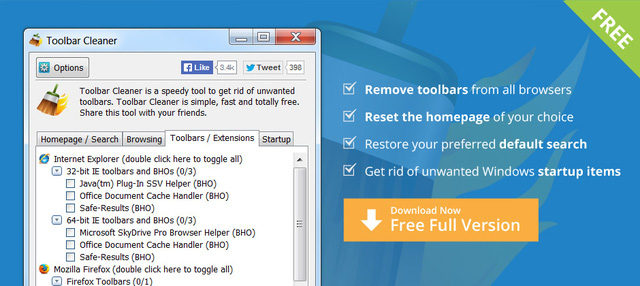 Toolbar Cleaner
Options
Like
3.4k
Tweet
398
Toolbar Cleaner is a speedy tool to get rid of unwanted
toolbars. Toolbar Cleaner is simple, fast and totally free.
Share this tool with your friends.
Homepage / Search
Browsing
Toolbars / Extensions
Startup
Internet Explorer (double click here to toggle all)
32-bit IE toolbars and BHOs (0/3)
Java(tm) Plug-In SSV Helper (BHO)
Office Document Cache Handler (BHO)
Safe-Results (BHO)
64-bit IE toolbars and BHOs (0/3)
Microsoft SkyDrive Pro Browser Helper (BHO)
Office Document Cache Handler (BHO)
Safe-Results (BHO)
Mozilla Firefox (double click here to toggle all)
Firefox Toolbars (0/1)
FREE
Remove toolbars from all browsers
Reset the homepage of your choice
Restore your preferred default search
Get rid of unwanted Windows startup items
Download Now
Free Full Version